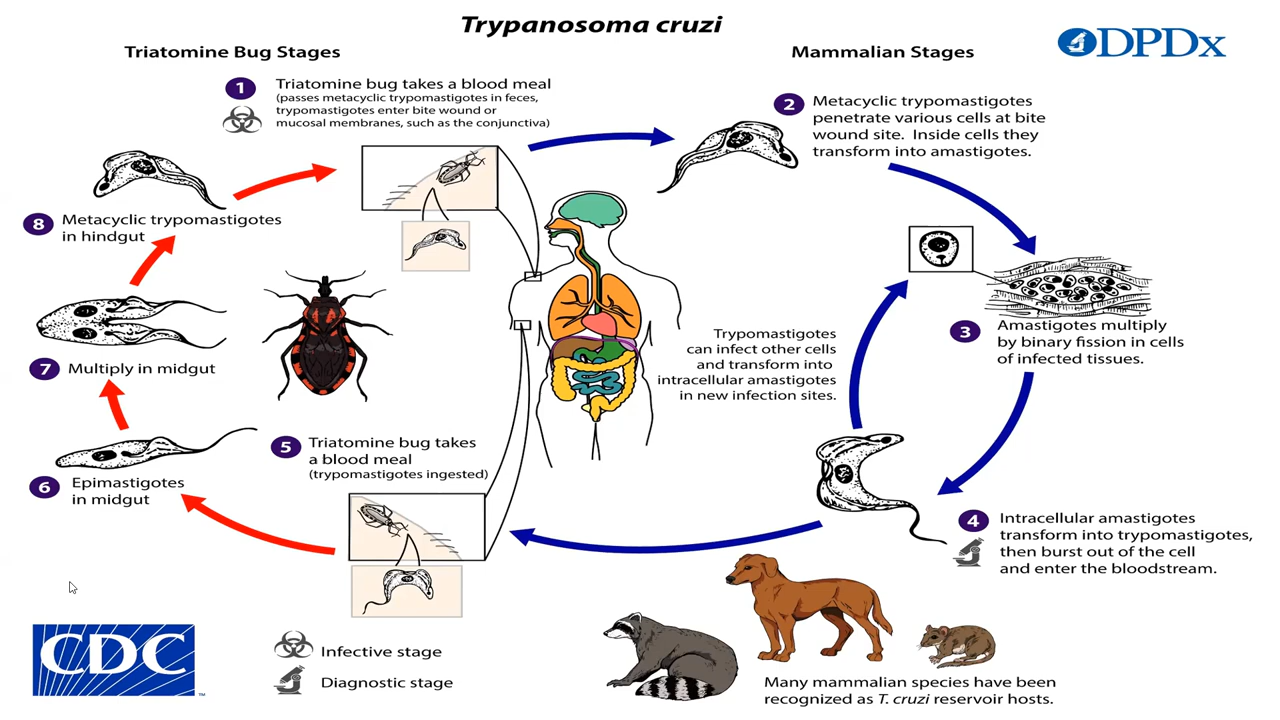 Trypanosoma cruzi
DPDx
Triatomine Bug Stages
Mammalian Stages
1
Triatomine bug takes a blood meal
(passes metacyclic trypomastigotes in feces,
trypomastigotes enter bite wound or
mucosal membranes, such as the conjunctiva)
2
Metacyclic trypomastigotes
penetrate various cells at bite
wound site. Inside cells they
transform into amastigotes.
3
Amastigotes multiply
by binary fission in cells
of infected tissues.
Trypomastigotes
can infect other cells
and transform into
intracellular amastigotes
in new infection sites.
4
Intracellular amastigotes
transform into trypomastigotes,
then burst out of the cell
and enter the bloodstream.
5
Triatomine bug takes
a blood meal
(trypomastigotes ingested)
6
Epimastigotes
in midgut
7
Multiply in midgut
8
Metacyclic trypomastigotes
in hindgut
CDC
TM
Infective stage
Diagnostic stage
Many mammalian species have been
recognized as T. cruzi reservoir hosts.